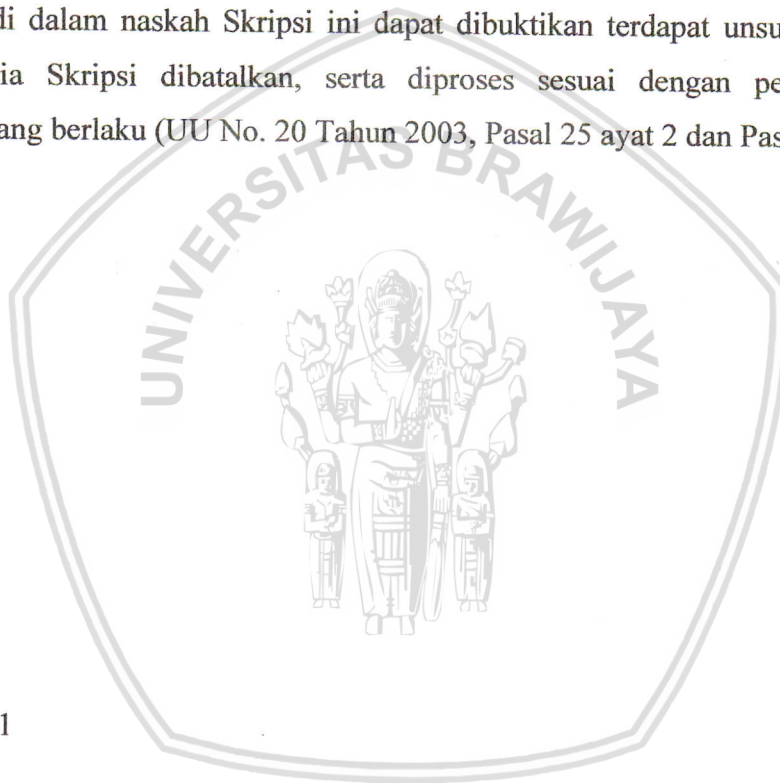 di dalam naskah Skripsi ini dapat dibuktikan terdapat unsu
ia Skripsi dibatalkan, serta diproses sesuai dengan pe
ang berlaku (UU No. 20 Tahun 2003, Pasal 25 ayat 2 dan Pas
UNIVERSITAS BRAWIJAYA
1